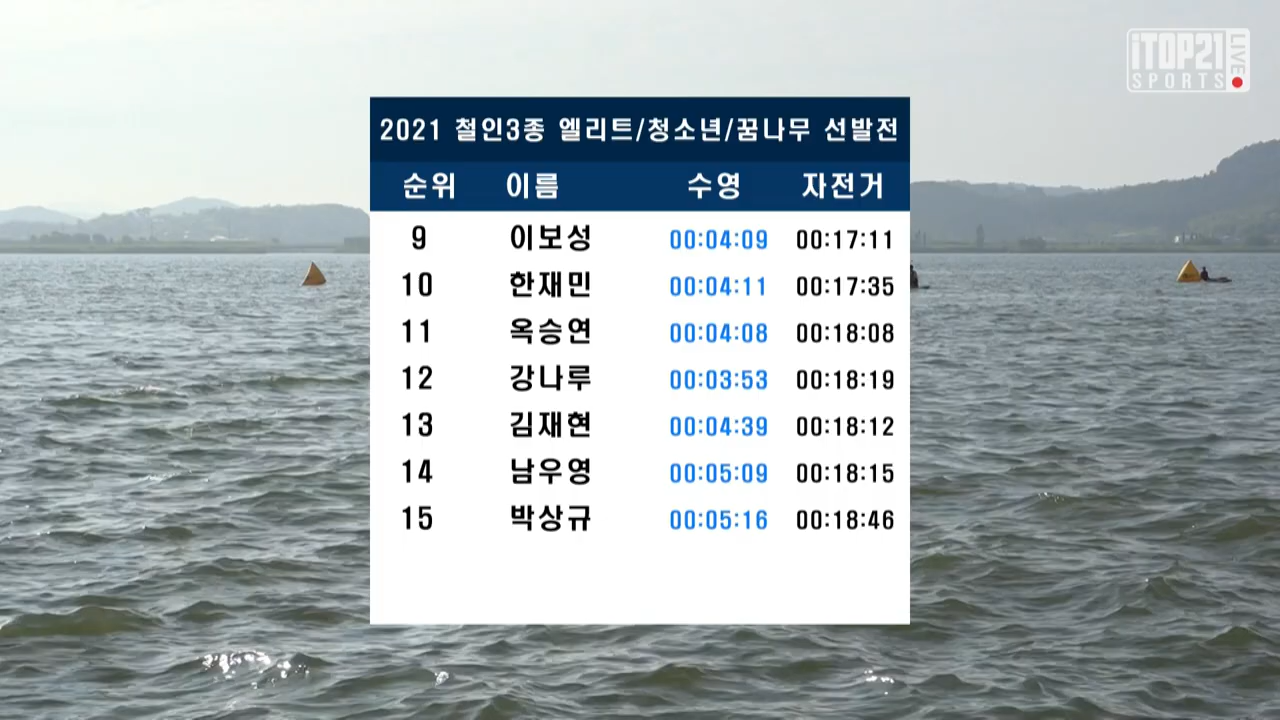 iTOP21
SPORTS
LIVE
2021 철인3종 엘리트/청소년/꿈나무 선발전
순위 이름 수영 자전거
9 이보성 00:04:09 00:17:11
10 한재민 00:04:11 00:17:35
11 옥승연 00:04:08 00:18:08
12 강나루 00:03:53 00:18:19
13 김재현 00:04:39 00:18:12
14 남우영 00:05:09 00:18:15
15 박상규 00:05:16 00:18:46